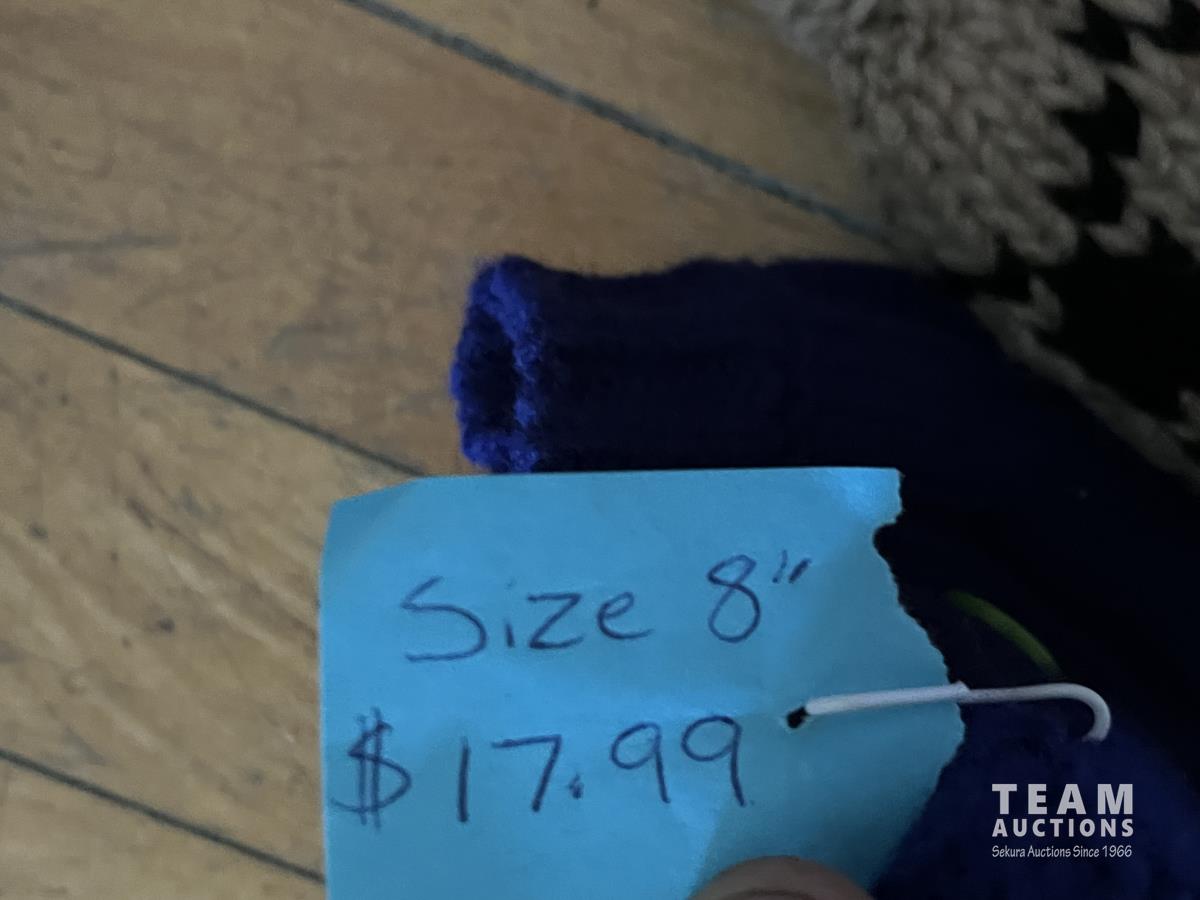 Size 8"
$17.99
TEAM
AUCTIONS
Sekura Auctions Since 1966